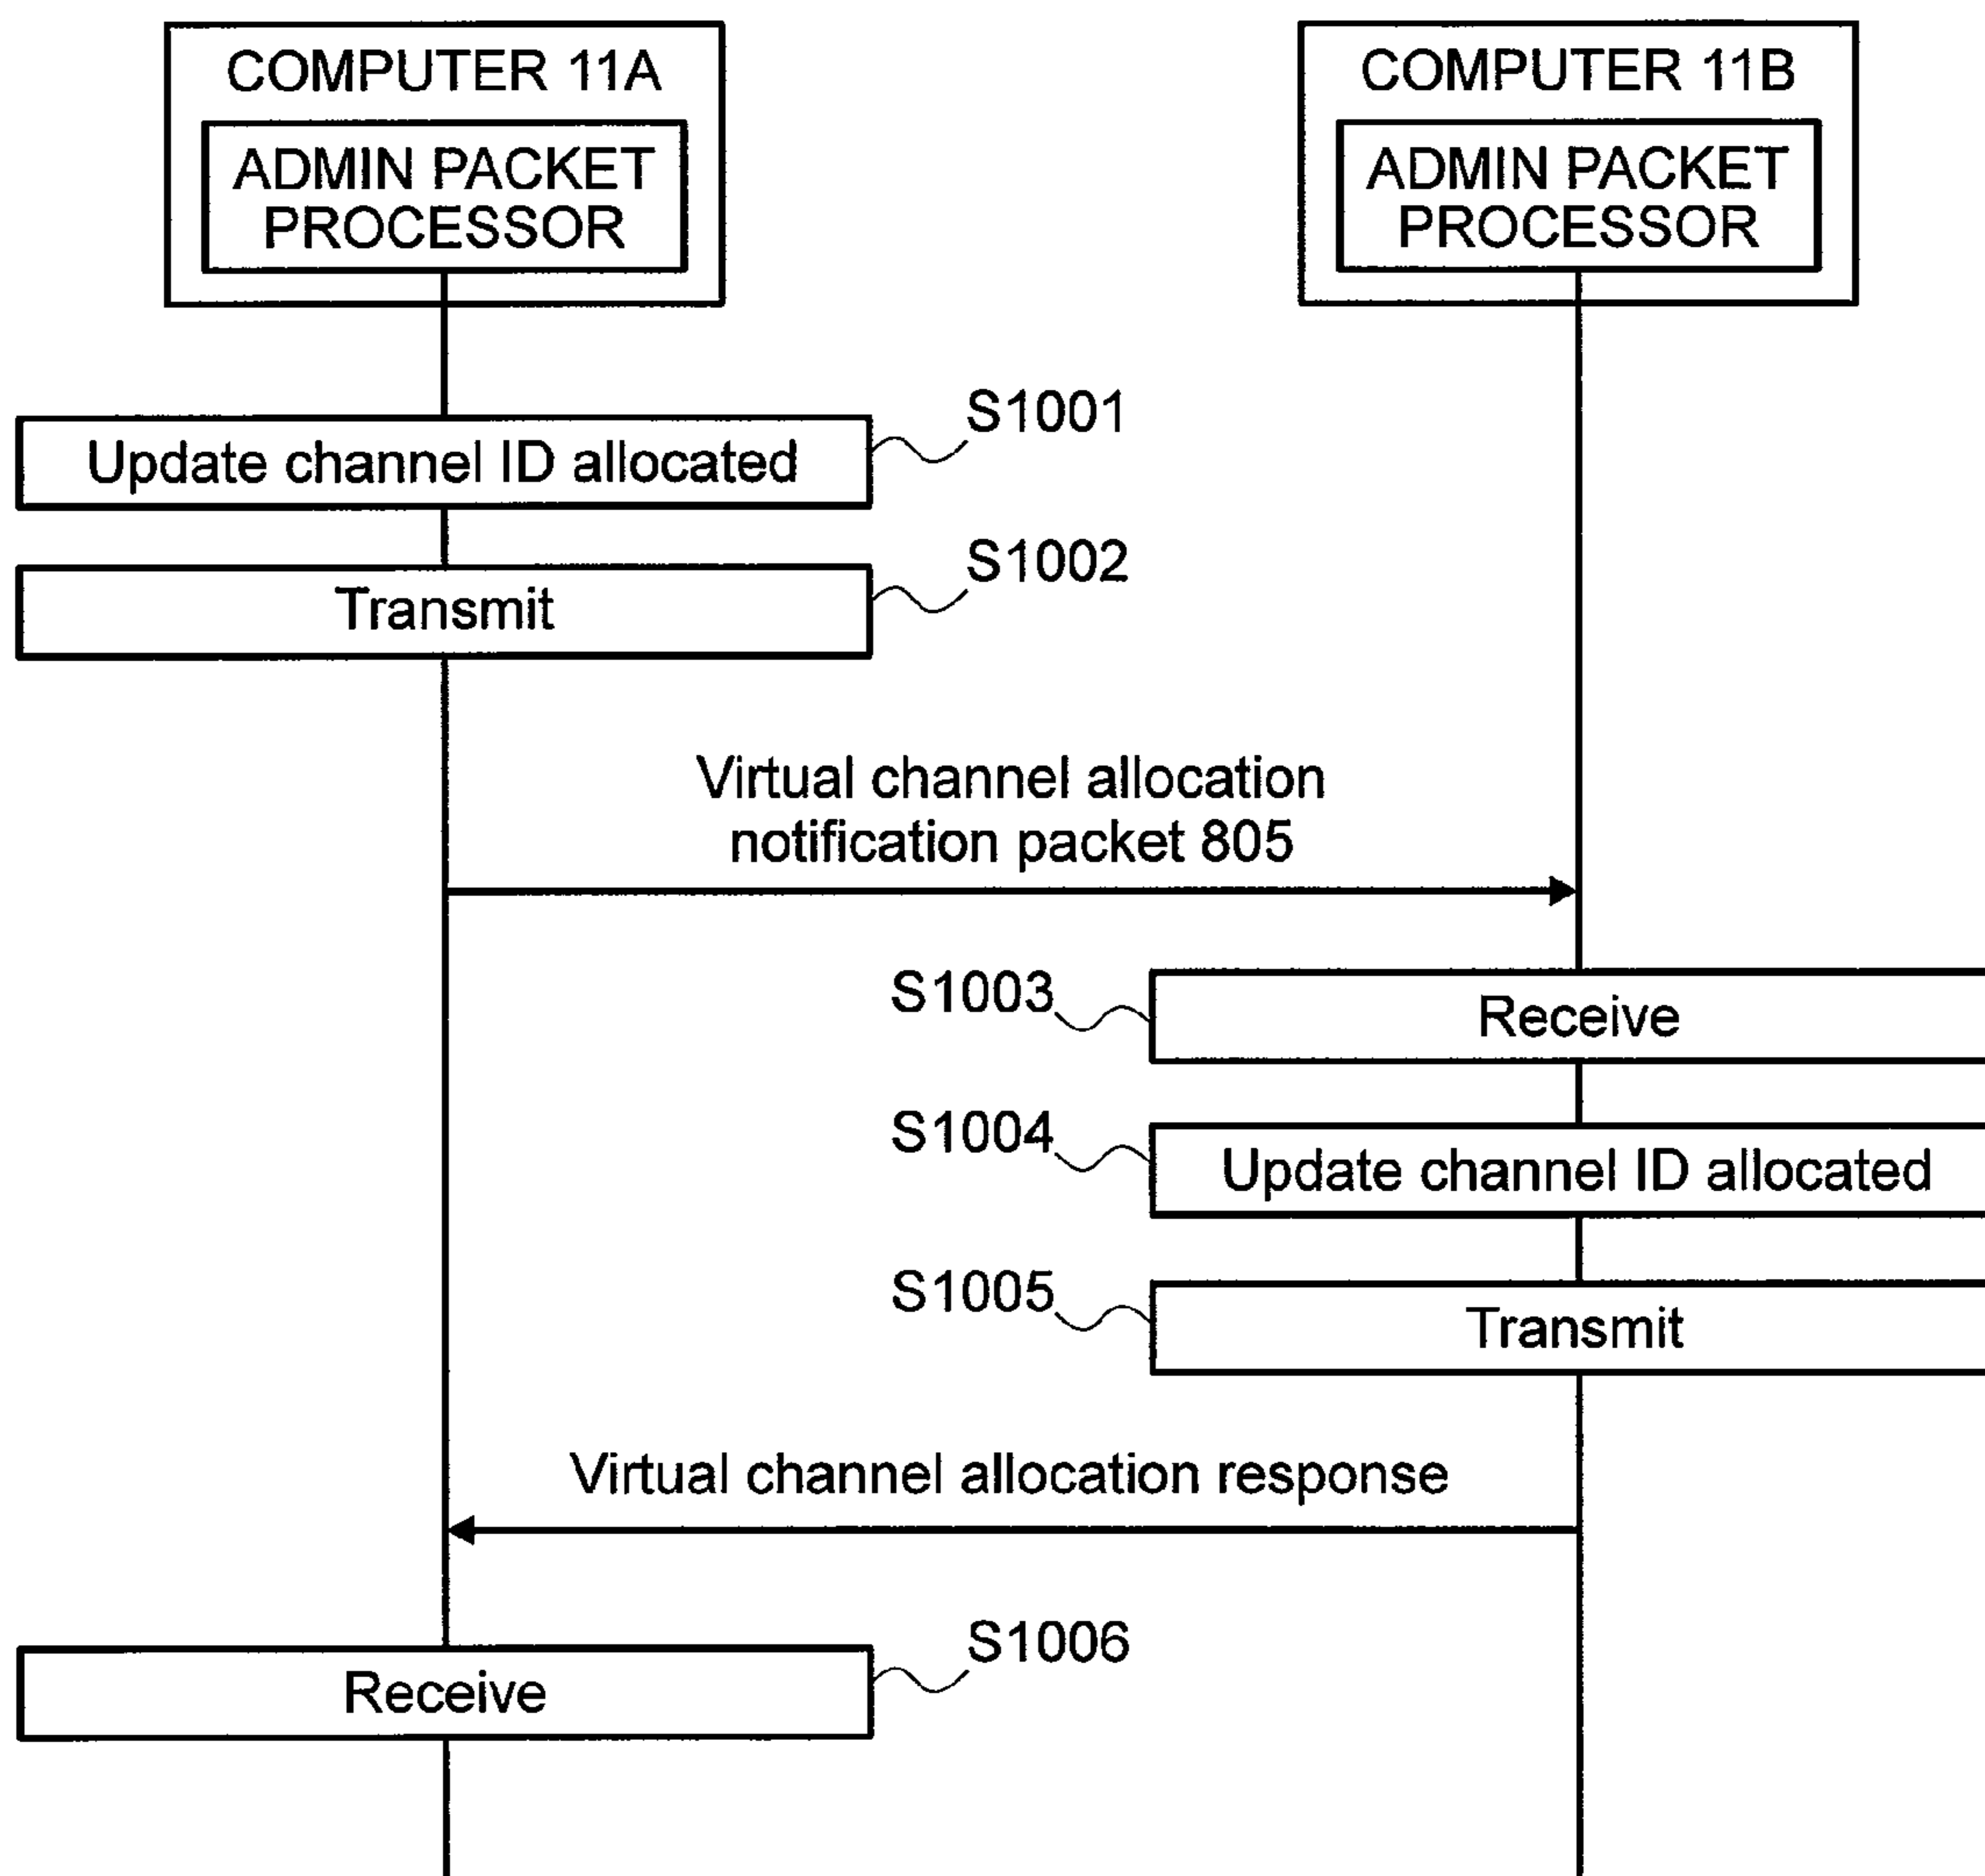 COMPUTER 11A
ADMIN PACKET
PROCESSOR
COMPUTER 11B
ADMIN PACKET
PROCESSOR
S1001
Update channel ID allocated
S1002
Transmit
Virtual channel allocation
notification packet 805
S1003
Receive
S1004
Update channel ID allocated
S1005
Transmit
Virtual channel allocation response
S1006
Receive